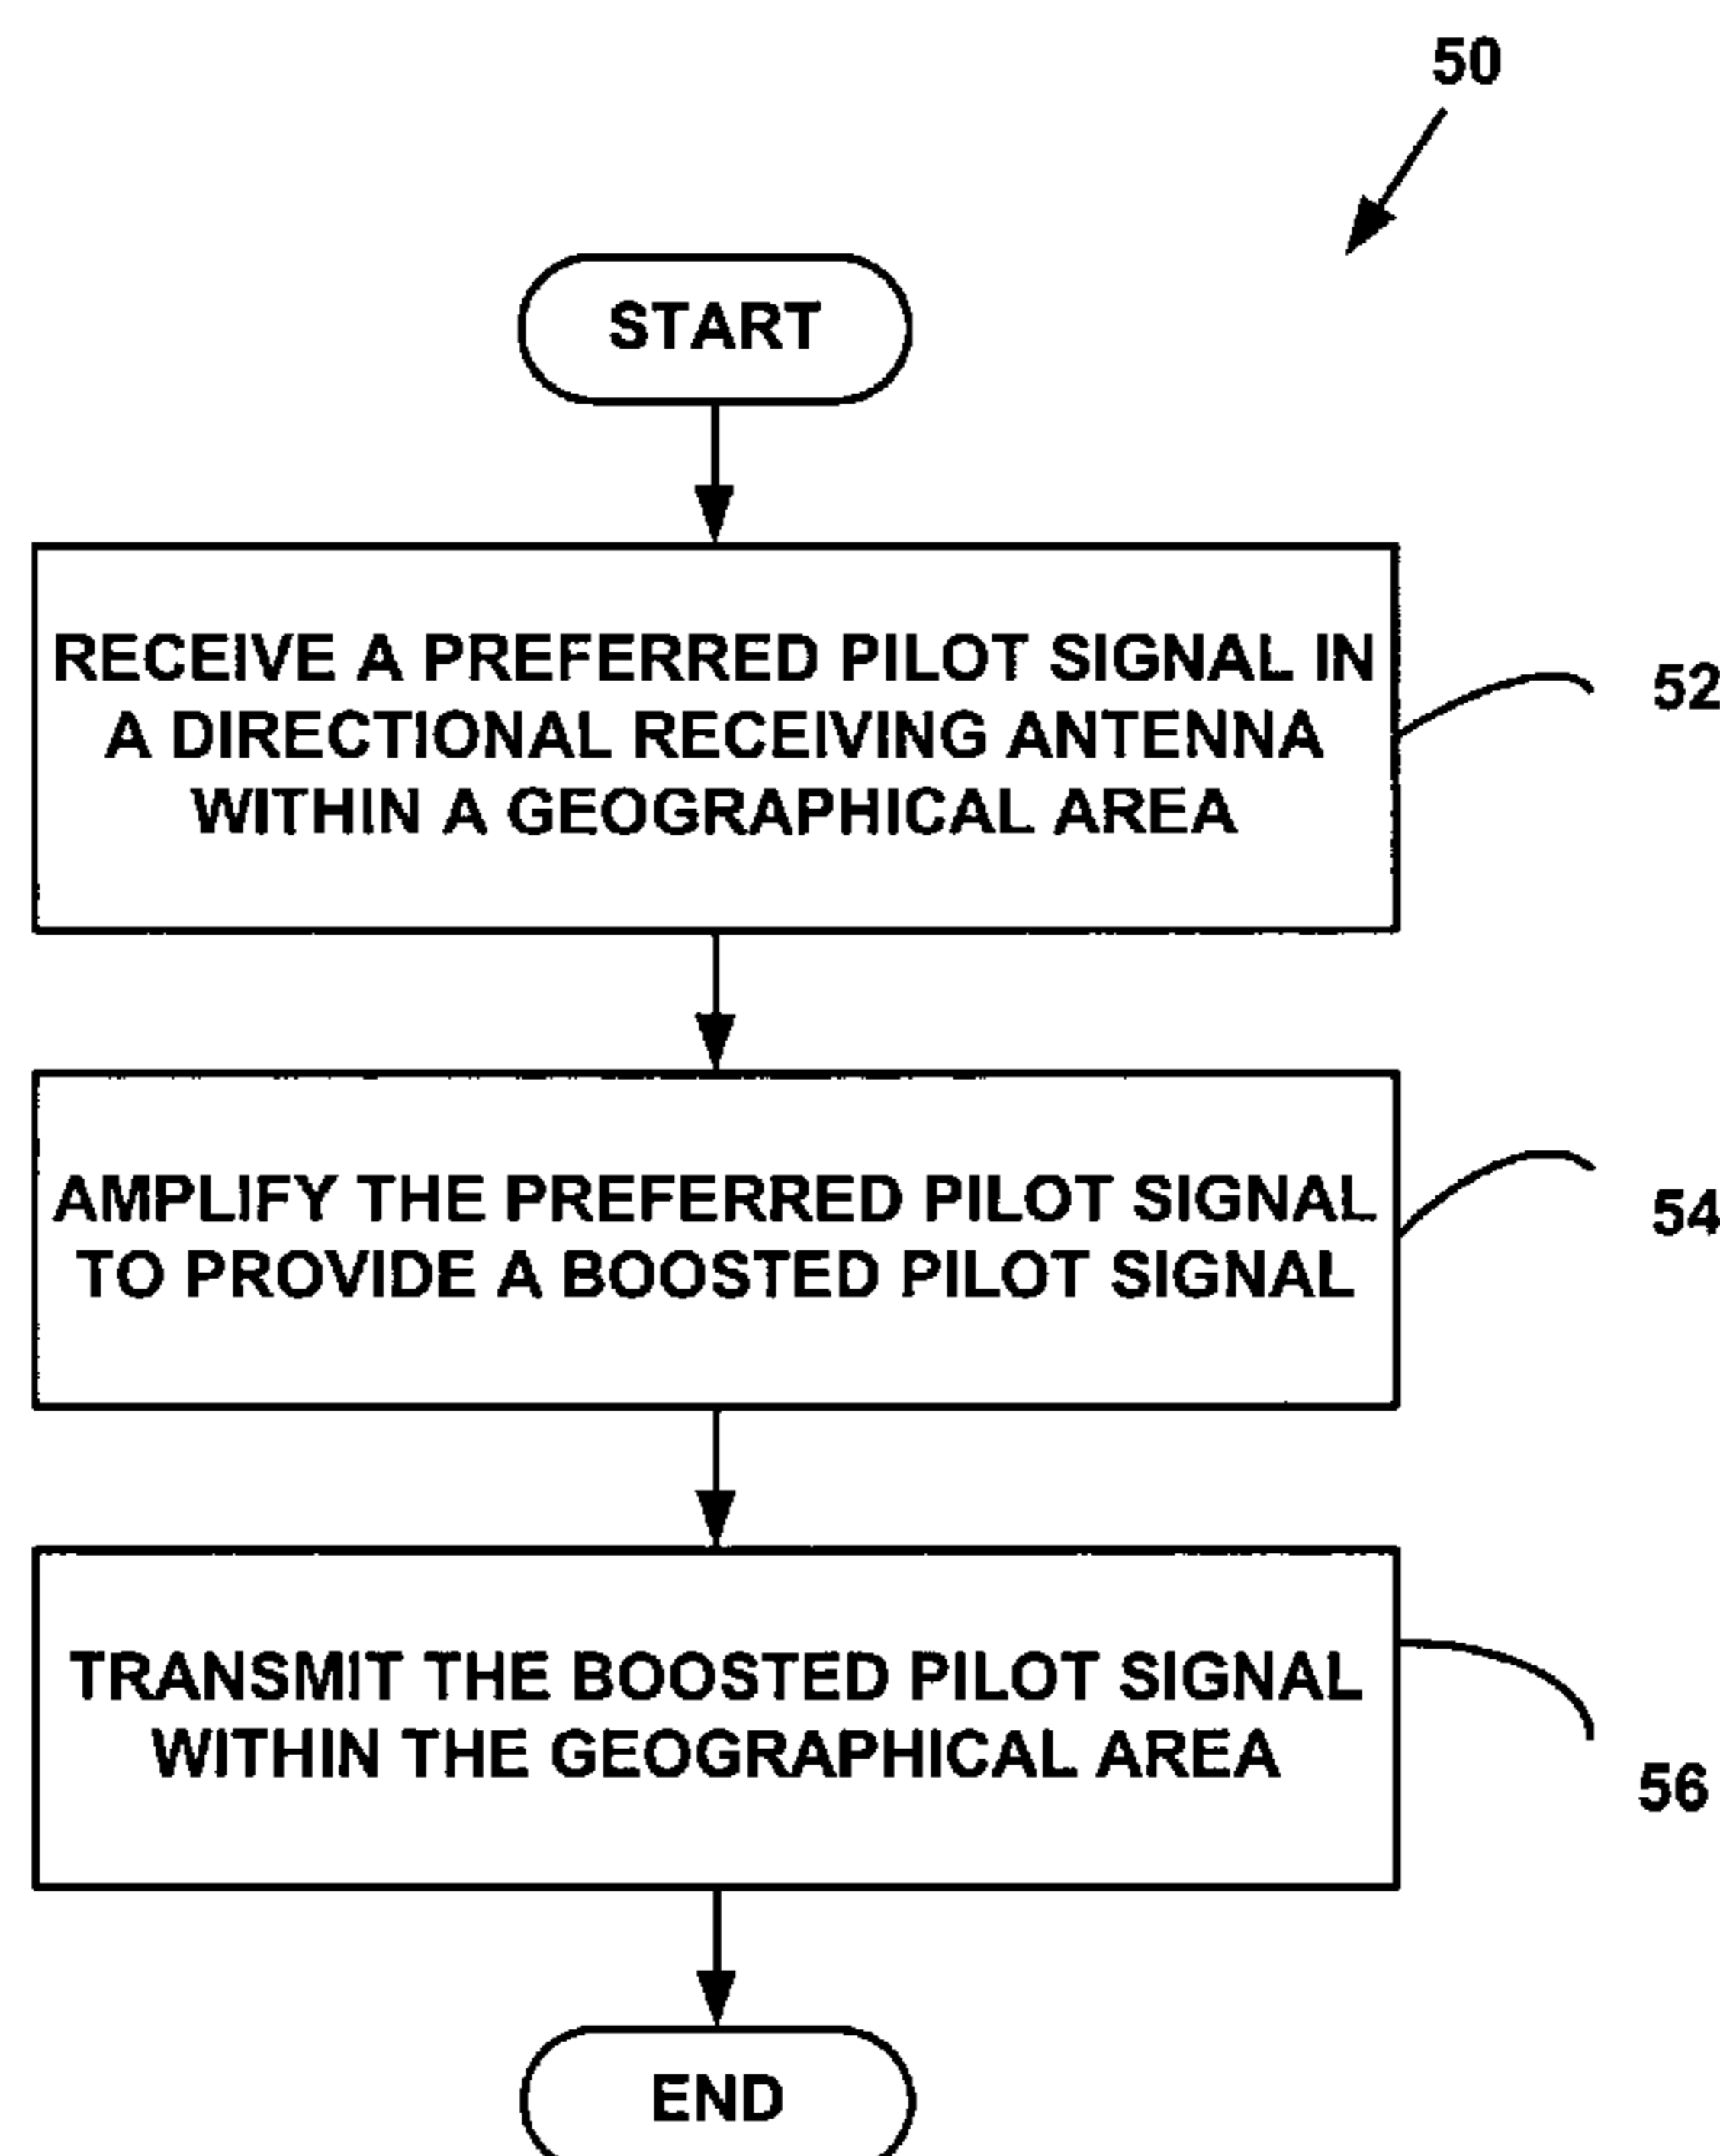 50
START
RECEIVE A PREFERRED PILOT SIGNAL IN
A DIRECTIONAL RECEIVING ANTENNA
WITHIN A GEOGRAPHICAL AREA
52
AMPLIFY THE PREFERRED PILOT SIGNAL
TO PROVIDE A BOOSTED PILOT SIGNAL
54
TRANSMIT THE BOOSTED PILOT SIGNAL
WITHIN THE GEOGRAPHICAL AREA
56
END